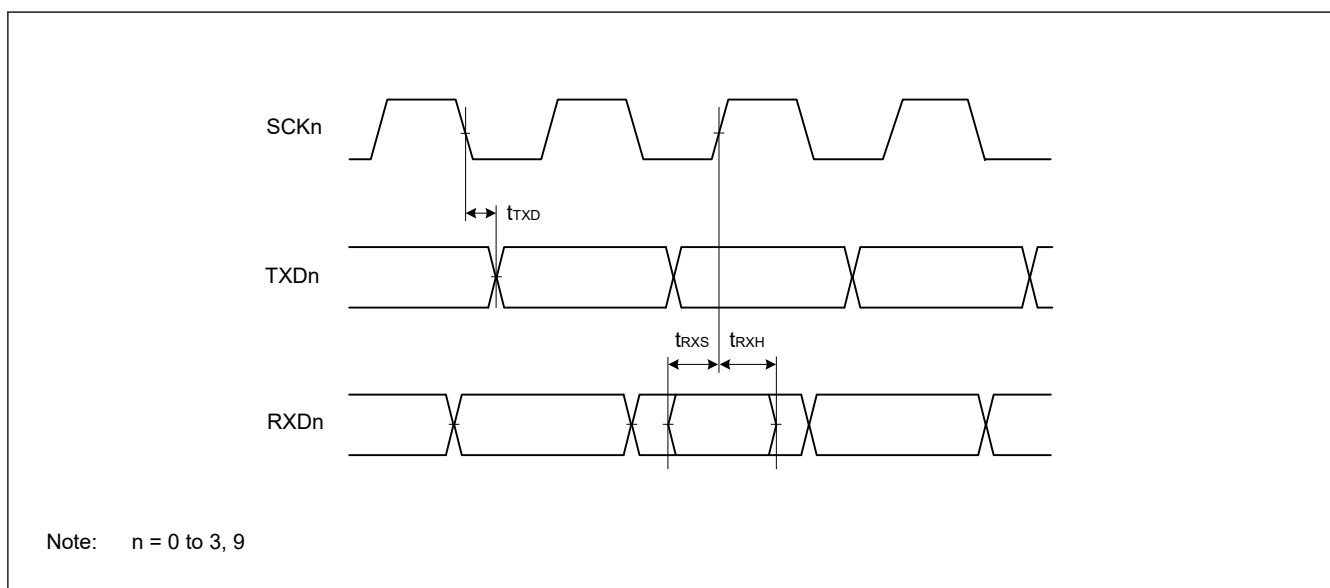 SCKn
tTXD
TXDn
tRXS tRXH
RXDn
Note: n = 0 to 3, 9